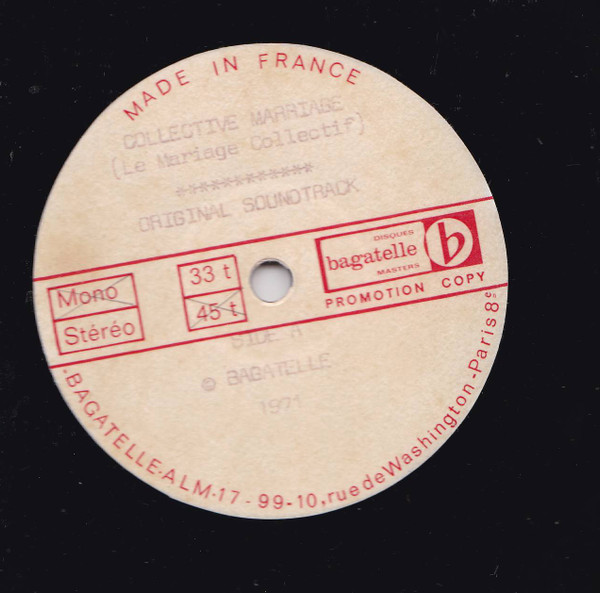 MADE IN FRANCE
COLLECTIVE MARRIAGE
(Le Mariage Collectif)
************
ORIGINAL SOUNDTRACK
Mono
Stéréo
33 t
45 t
DISQUES
bagatelle
MASTERS
b
PROMOTION COPY
SIDE A
© BAGATELLE
1971
-BAGATELLE-ALM-17-99-10, rue de Washington-Paris 8e